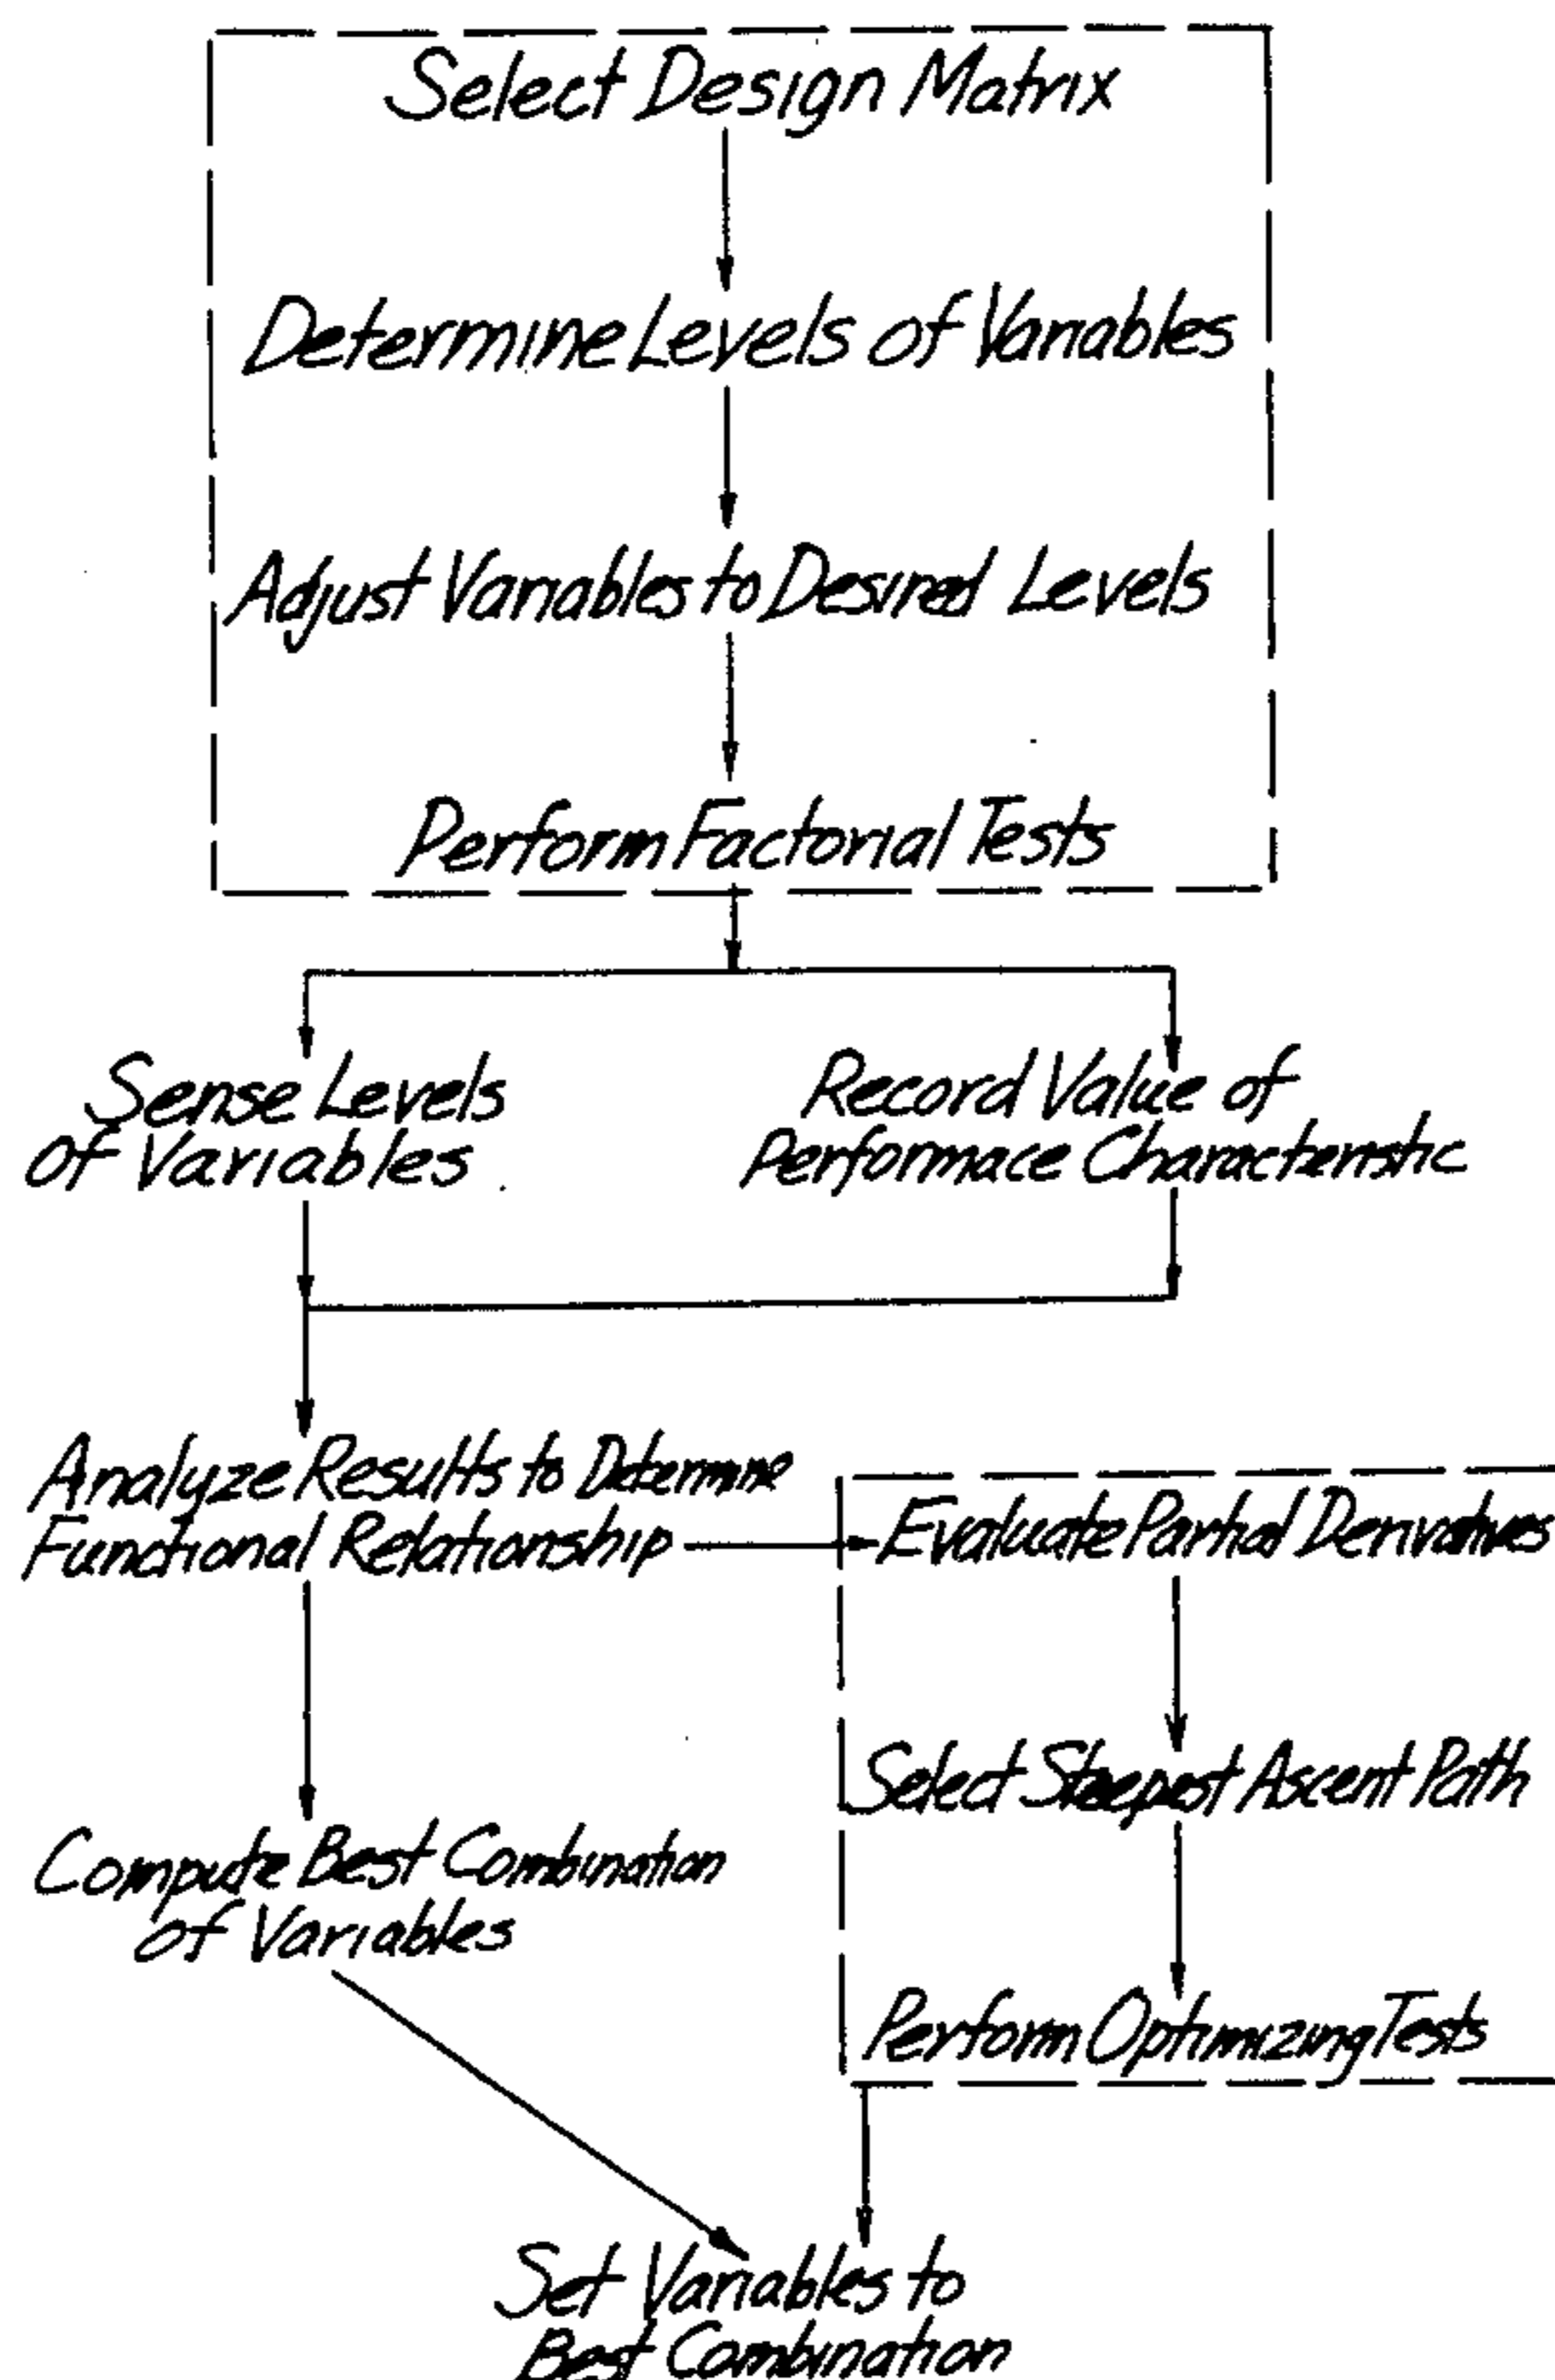 Select Design Matrix
Determine Levels of Variables
Adjust Variables to Desired Levels
Perform Factorial Tests
Sense Levels
of Variables
Record Value of
Performace Characteristic
Analyze Results to Determine
Functional Relationship
Evaluate Partial Derivatives
Select Steepest Ascent Path
Compute Best Combination
of Variables
Perform Optimizing Tests
Set Variables to
Best Combination